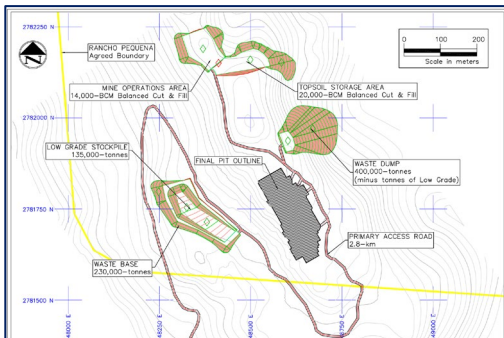 2782250 N
RANCHO PEQUENA
Agreed Boundary
0 100 200
Scale in meters
MINE OPERATIONS AREA
14,000-BCM Balanced Cut & Fill
TOPSOIL STORAGE AREA
20,000-BCM Balanced Cut & Fill
2782000 N
LOW GRADE STOCKPILE
135,000-tonnes
FINAL PIT OUTLINE
WASTE DUMP
400,000-tonnes
(minus tonnes of Low Grade)
2781750 N
PRIMARY ACCESS ROAD
2.8-km
WASTE BASE
230,000-tonnes
2781500 N